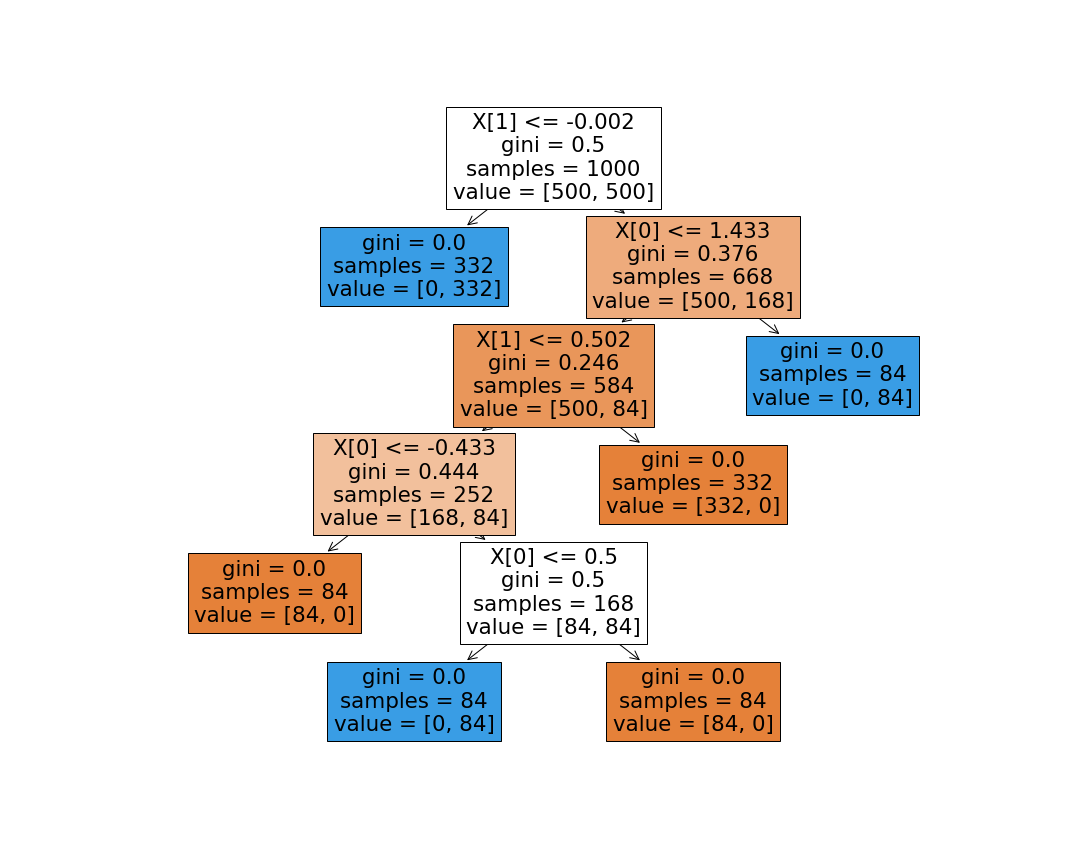 X[1] <= -0.002
gini = 0.5
samples = 1000
value = [500, 500]
gini = 0.0
samples = 332
value = [0, 332]
X[0] <= 1.433
gini = 0.376
samples = 668
value = [500, 168]
X[1] <= 0.502
gini = 0.246
samples = 584
value = [500, 84]
gini = 0.0
samples = 84
value = [0, 84]
X[0] <= -0.433
gini = 0.444
samples = 252
value = [168, 84]
gini = 0.0
samples = 332
value = [332, 0]
gini = 0.0
samples = 84
value = [84, 0]
X[0] <= 0.5
gini = 0.5
samples = 168
value = [84, 84]
gini = 0.0
samples = 84
value = [0, 84]
gini = 0.0
samples = 84
value = [84, 0]